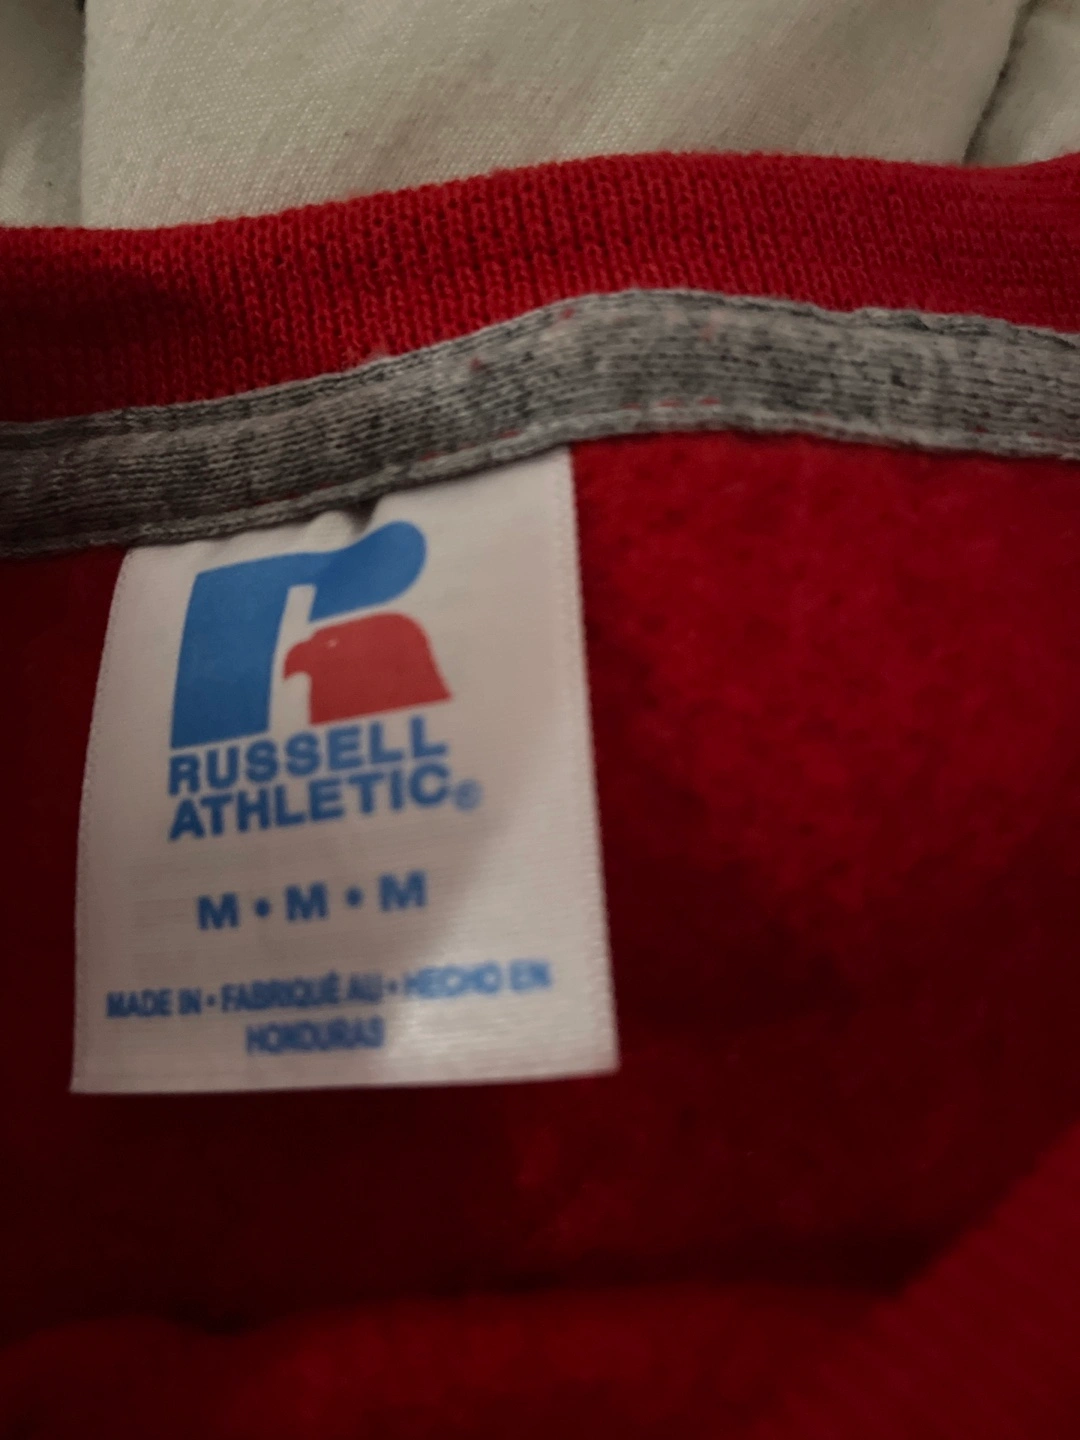 RUSSELL
ATHLETIC®
M • M • M
MADE IN • FABRIQUÉ AU • HECHO EN
HONDURAS